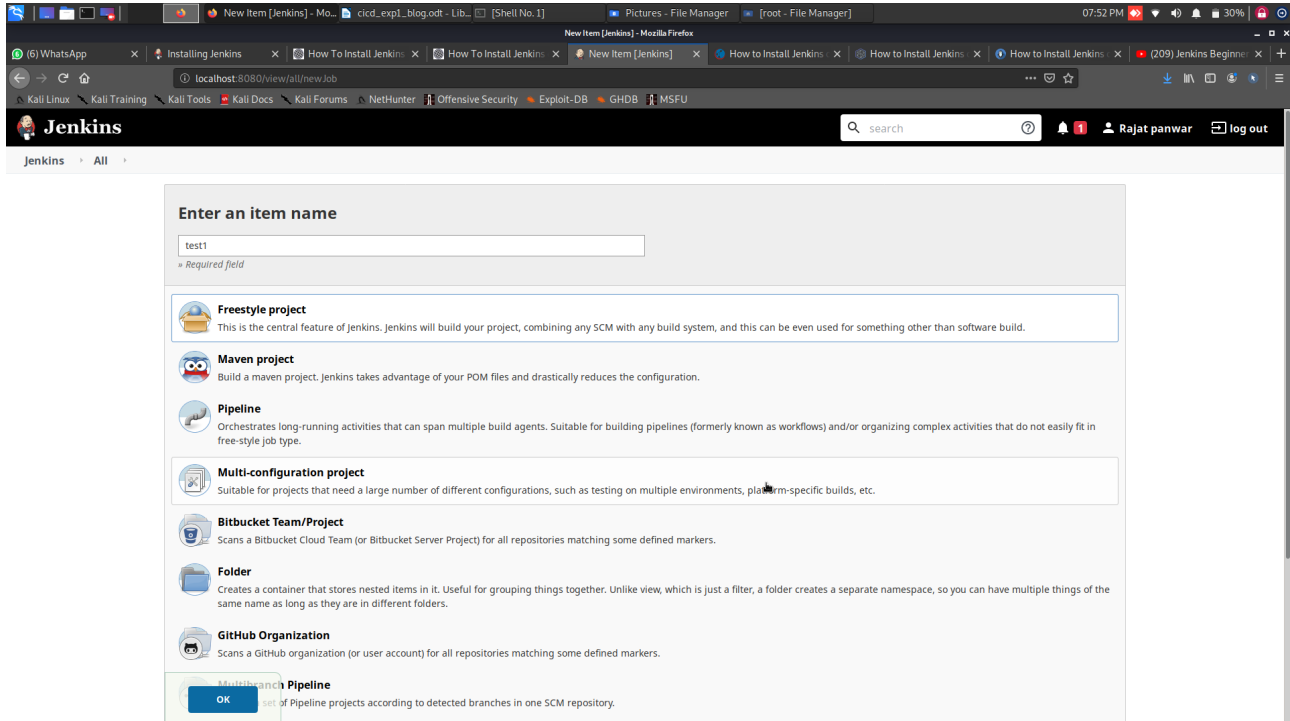 New Item [Jenkins] - Mo... cicd_exp1_blog.odt - Lib... [Shell No. 1] Pictures - File Manager [root - File Manager] 07:52 PM 30%
New Item [Jenkins] - Mozilla Firefox
(6) WhatsApp Installing Jenkins How To Install Jenkins How To Install Jenkins New Item [Jenkins] How to Install Jenkins How to Install Jenkins How to Install Jenkins (209) Jenkins Beginner
localhost:8080/view/all/newJob
Kali Linux Kali Training Kali Tools Kali Docs Kali Forums NetHunter Offensive Security Exploit-DB GHDB MSFU
Jenkins search 1 Rajat panwar log out
Jenkins All
Enter an item name
test1
» Required field
Freestyle project
This is the central feature of Jenkins. Jenkins will build your project, combining any SCM with any build system, and this can be even used for something other than software build.
Maven project
Build a maven project. Jenkins takes advantage of your POM files and drastically reduces the configuration.
Pipeline
Orchestrates long-running activities that can span multiple build agents. Suitable for building pipelines (formerly known as workflows) and/or organizing complex activities that do not easily fit in
free-style job type.
Multi-configuration project
Suitable for projects that need a large number of different configurations, such as testing on multiple environments, platform-specific builds, etc.
Bitbucket Team/Project
Scans a Bitbucket Cloud Team (or Bitbucket Server Project) for all repositories matching some defined markers.
Folder
Creates a container that stores nested items in it. Useful for grouping things together. Unlike view, which is just a filter, a folder creates a separate namespace, so you can have multiple things of the
same name as long as they are in different folders.
GitHub Organization
Scans a GitHub organization (or user account) for all repositories matching some defined markers.
Multibranch Pipeline
OK set of Pipeline projects according to detected branches in one SCM repository.